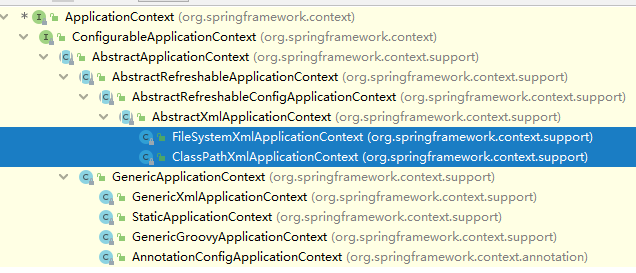 * I ApplicationContext (org.springframework.context)
I ConfigurableApplicationContext (org.springframework.context)
C AbstractApplicationContext (org.springframework.context.support)
C AbstractRefreshableApplicationContext (org.springframework.context.support)
C AbstractRefreshableConfigApplicationContext (org.springframework.context.support)
C AbstractXmlApplicationContext (org.springframework.context.support)
C FileSystemXmlApplicationContext (org.springframework.context.support)
C ClassPathXmlApplicationContext (org.springframework.context.support)
C GenericApplicationContext (org.springframework.context.support)
C GenericXmlApplicationContext (org.springframework.context.support)
C StaticApplicationContext (org.springframework.context.support)
C GenericGroovyApplicationContext (org.springframework.context.support)
C AnnotationConfigApplicationContext (org.springframework.context.annotation)